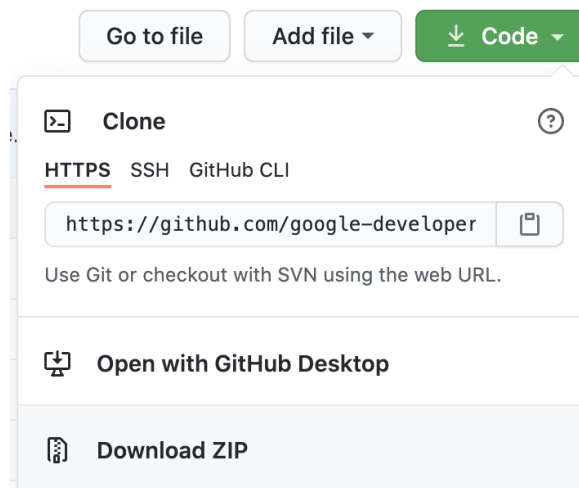 Go to file Add file Code
Clone
HTTPS SSH GitHub CLI
https://github.com/google-developer
Use Git or checkout with SVN using the web URL.
Open with GitHub Desktop
Download ZIP